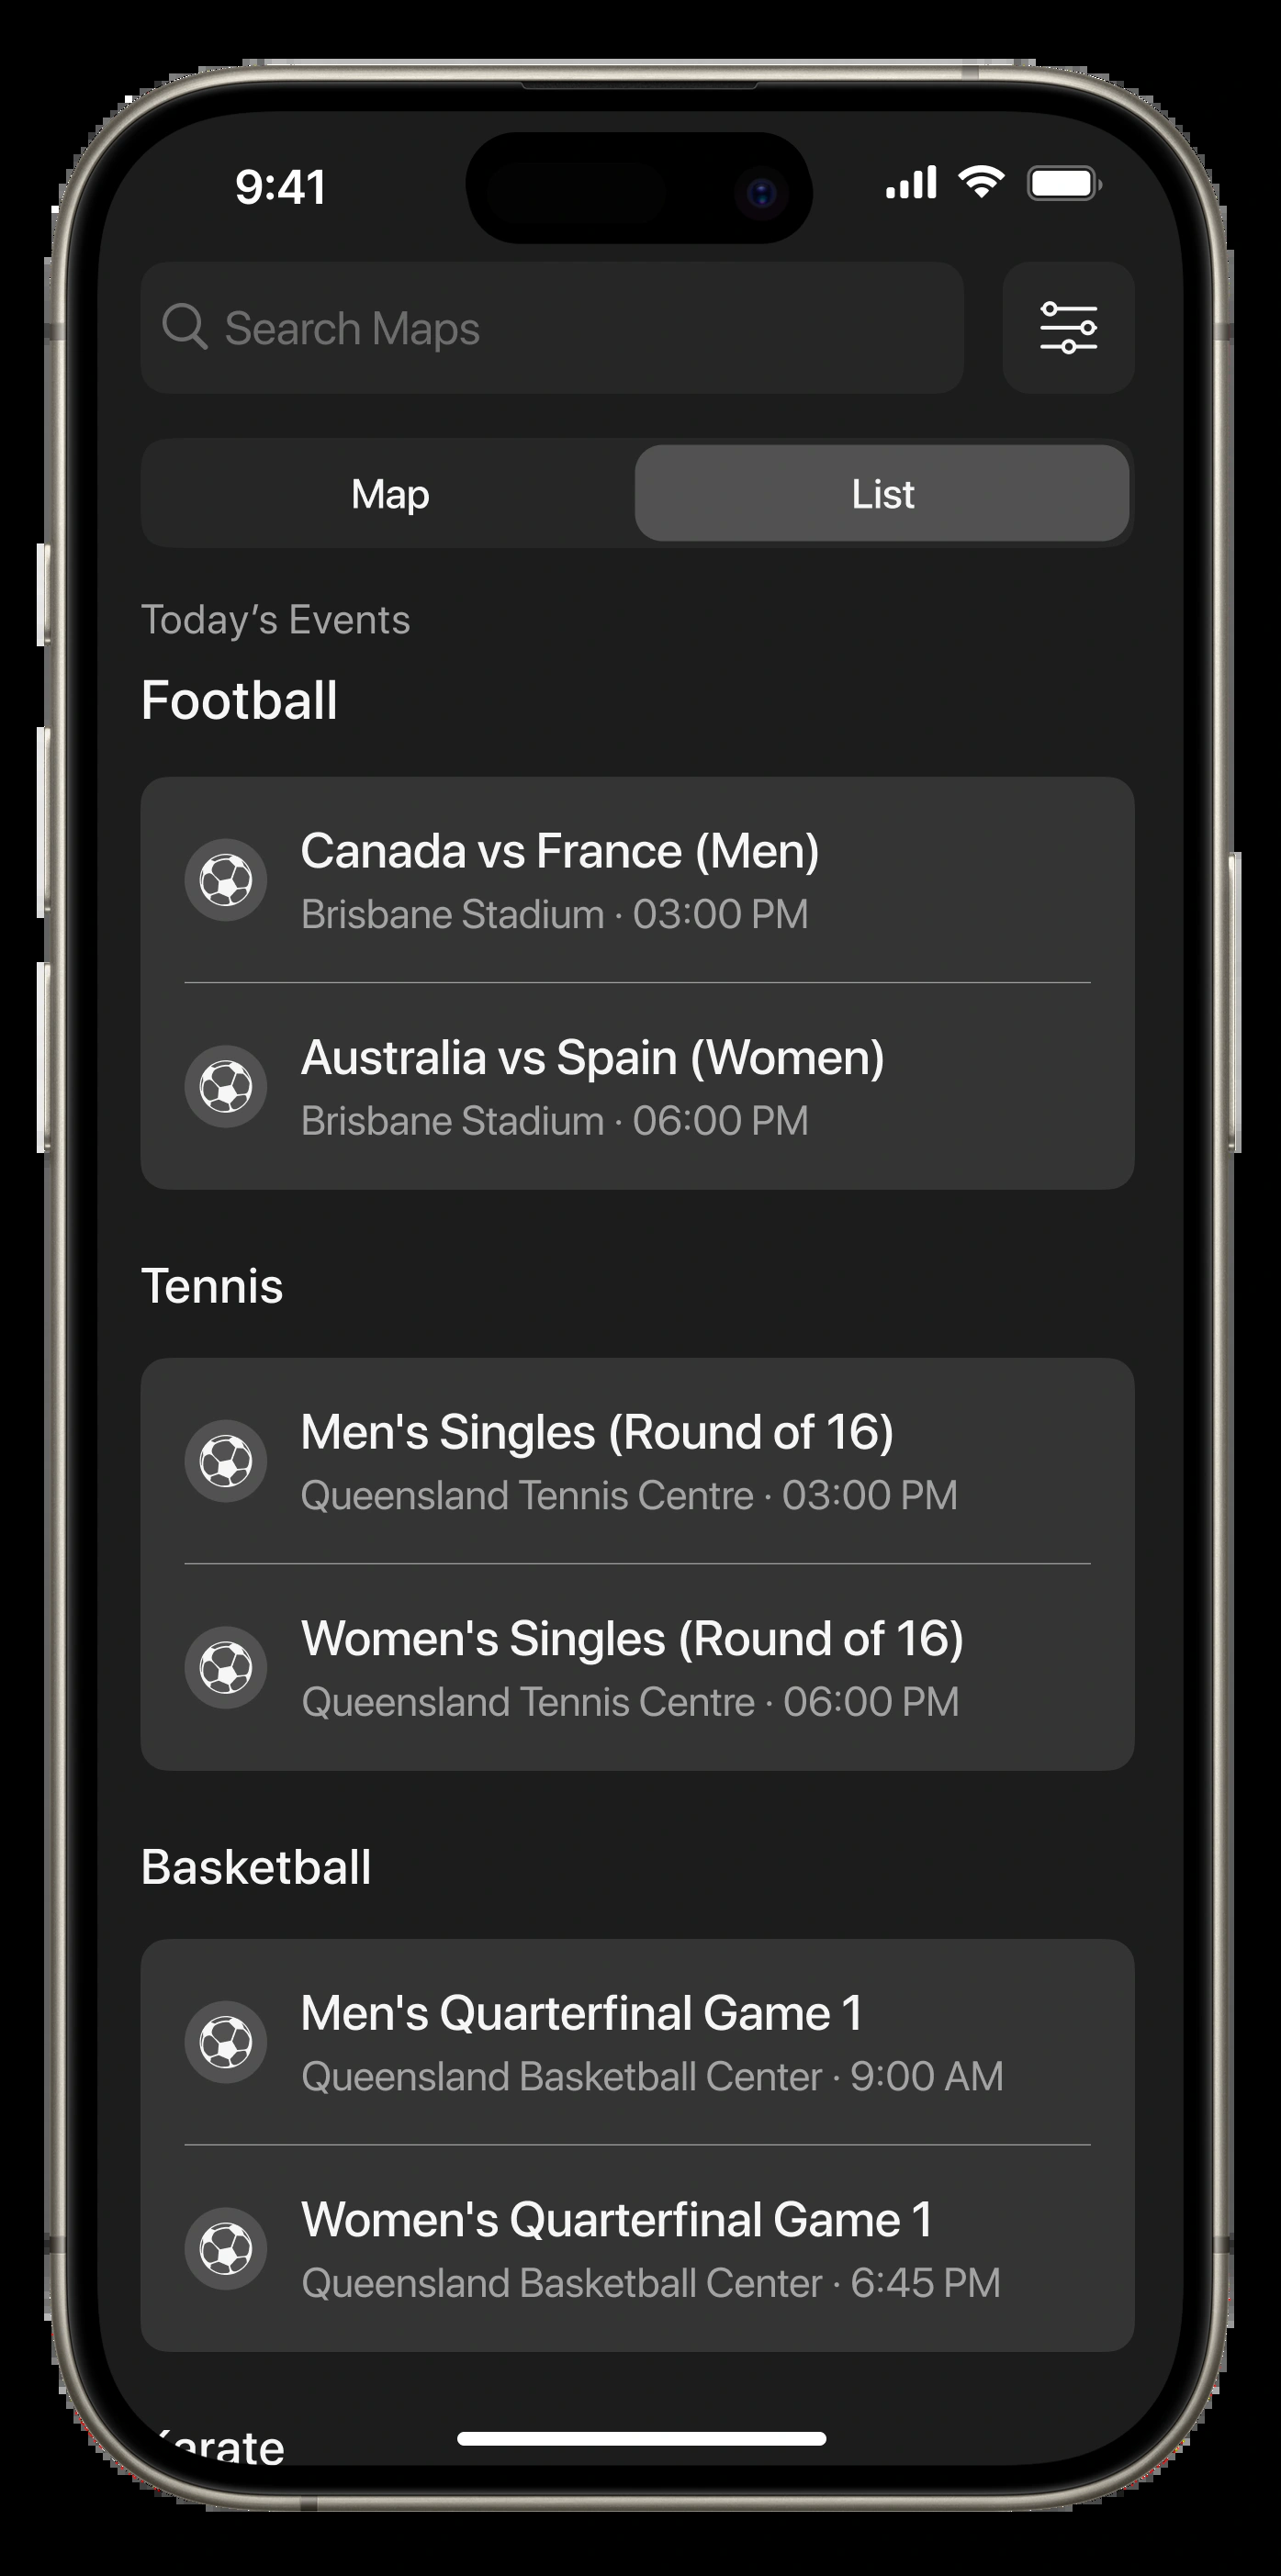 9:41
Search Maps
Map
List
Today’s Events
Football
Canada vs France (Men)
Brisbane Stadium · 03:00 PM
Australia vs Spain (Women)
Brisbane Stadium · 06:00 PM
Tennis
Men's Singles (Round of 16)
Queensland Tennis Centre · 03:00 PM
Women's Singles (Round of 16)
Queensland Tennis Centre · 06:00 PM
Basketball
Men's Quarterfinal Game 1
Queensland Basketball Center · 9:00 AM
Women's Quarterfinal Game 1
Queensland Basketball Center · 6:45 PM
Karate